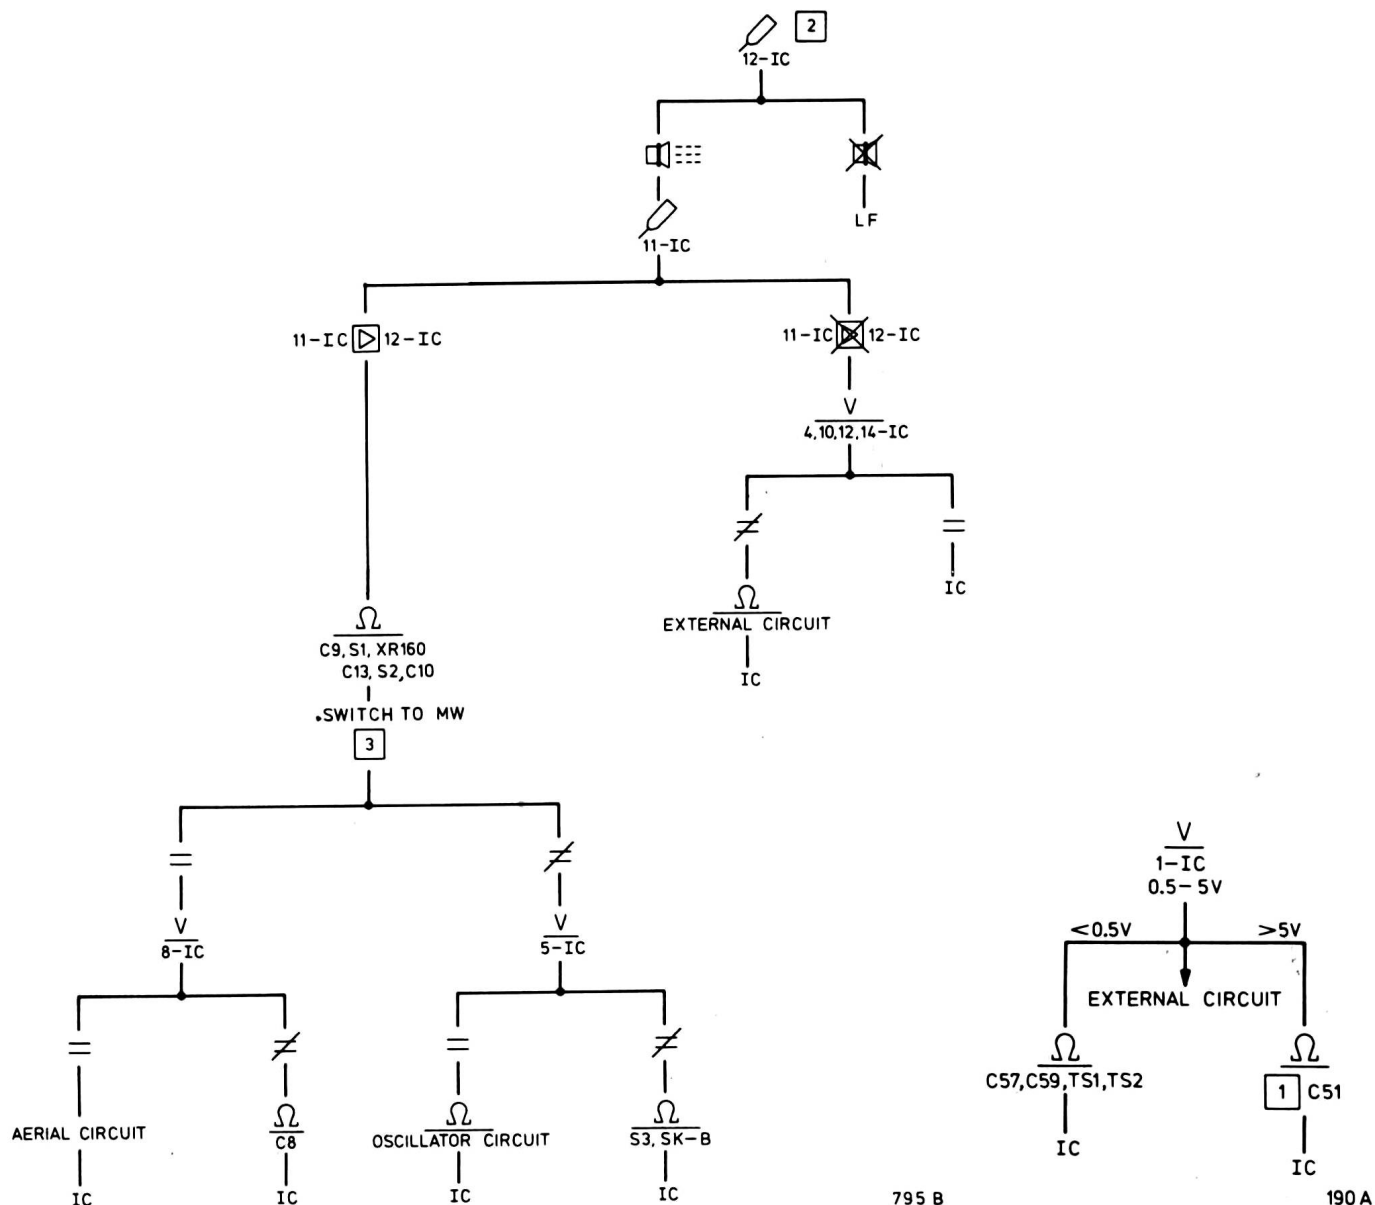 2
12-IC
LF
11-IC
11-IC 12-IC
11-IC 12-IC
V
4,10,12,14-IC
IC
Ω
EXTERNAL CIRCUIT
IC
Ω
C9, S1, XR160
C13, S2, C10
.SWITCH TO MW
3
V
8-IC
V
5-IC
AERIAL CIRCUIT
IC
Ω
C8
IC
Ω
OSCILLATOR CIRCUIT
IC
Ω
S3, SK-B
IC
V
1-IC
0.5-5V
<0.5V
>5V
EXTERNAL CIRCUIT
Ω
C57,C59,TS1,TS2
IC
Ω
1 C51
IC
795 B
190 A